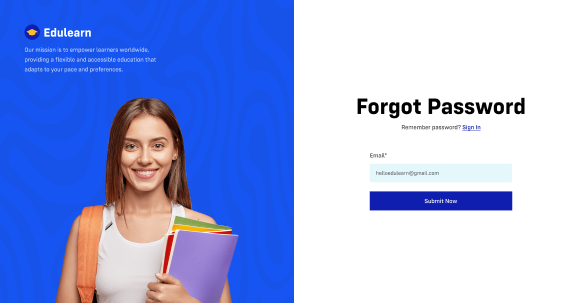 Edulearn
Our mission is to empower learners worldwide,
providing a flexible and accessible education that
adapts to your pace and preferences.
Forgot Password
Remember password? Sign In
Email*
helloedulearn@gmail.com
Submit Now